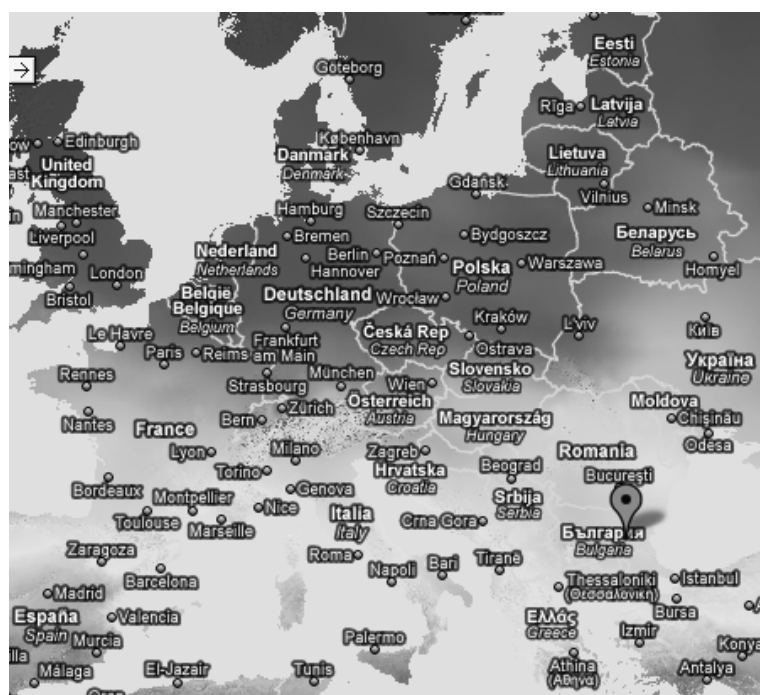 Eesti
Estonia
Göteborg
Rīga
Latvija
Latvia
Edinburgh
United
Kingdom
København
Danmark
Denmark
Lietuva
Lithuania
Vilnius
Gdańsk
Minsk
Manchester
Liverpool
Hamburg
Szczecin
Bremen
Bydgoszcz
Беларусь
Belarus
Nederland
Netherlands
Berlin
Hannover
Poznań
Polska
Poland
Warszawa
Homyel
London
Bristol
België
Belgique
Belgium
Deutschland
Germany
Wrocław
Le Havre
Paris
Reims
Frankfurt
am Main
Česká Rep
Czech Rep
Kraków
Ostrava
L'viv
Київ
Україна
Ukraine
Rennes
Strasbourg
München
Wien
Slovensko
Slovakia
Nantes
France
Bern
Zürich
Österreich
Austria
Magyarország
Hungary
Moldova
Chișinău
Odesa
Lyon
Milano
Torino
Zagreb
Hrvatska
Croatia
Beograd
Romania
București
Bordeaux
Montpellier
Genova
Nice
Toulouse
Marseille
Italia
Italy
Srbija
Serbia
Crna Gora
България
Bulgaria
Zaragoza
Barcelona
Roma
Napoli
Bari
Tiranë
Thessaloniki
(Θεσσαλονίκη)
Istanbul
Bursa
Madrid
España
Spain
Valencia
Murcia
Málaga
El-Jazair
Tunis
Palermo
Ελλάς
Greece
İzmir
Athina
(Αθήνα)
Konya
Antalya